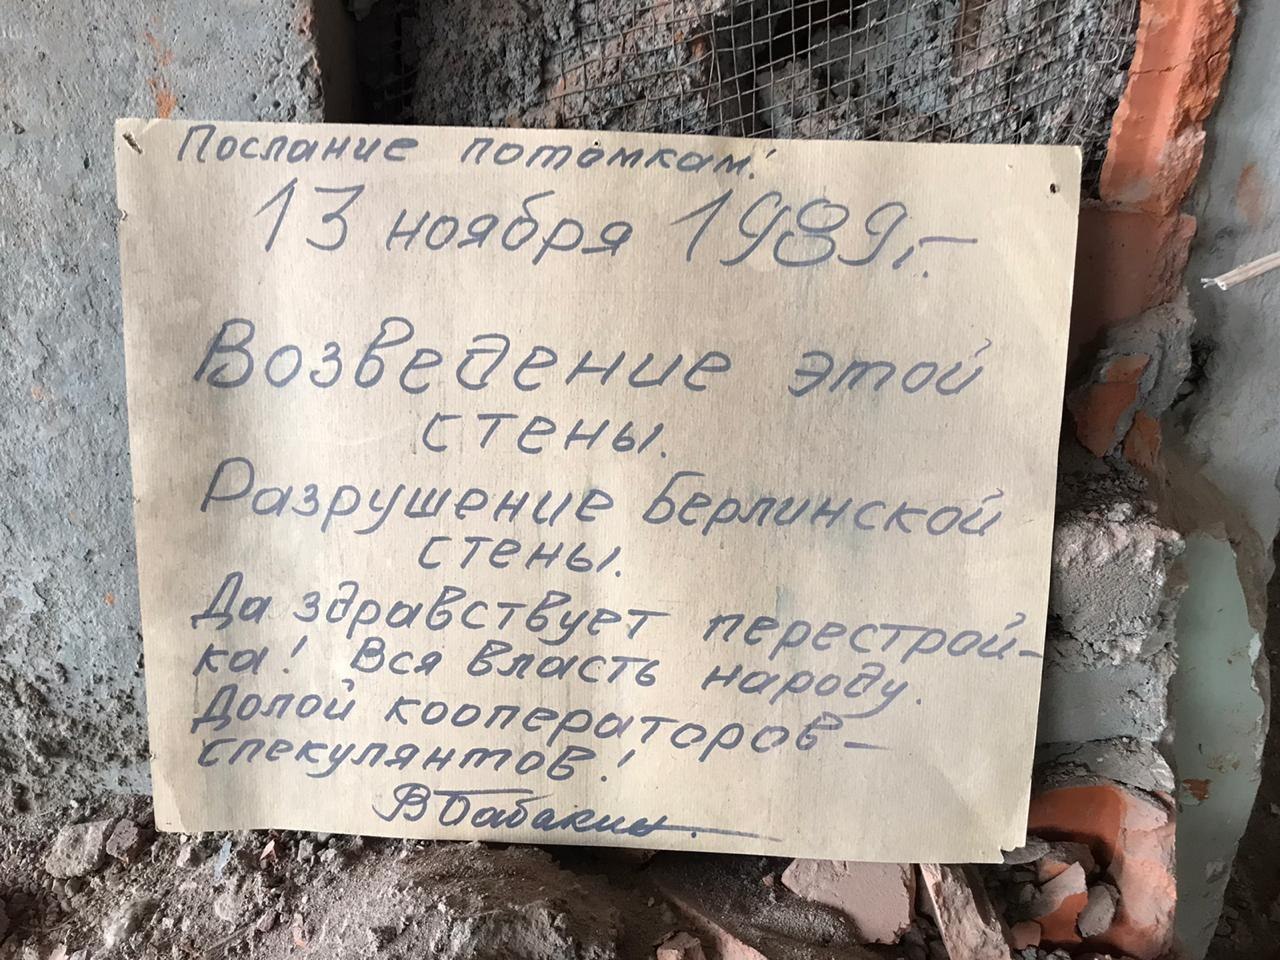 Послание потомкам!
13 ноября 1989г.
Возведение этой
стены.
Разрушение Берлинской
стены.
Да здравствует перестрой-
ка! Вся власть народу.
Долой кооператоров-
спекулянтов!
В Бабакин